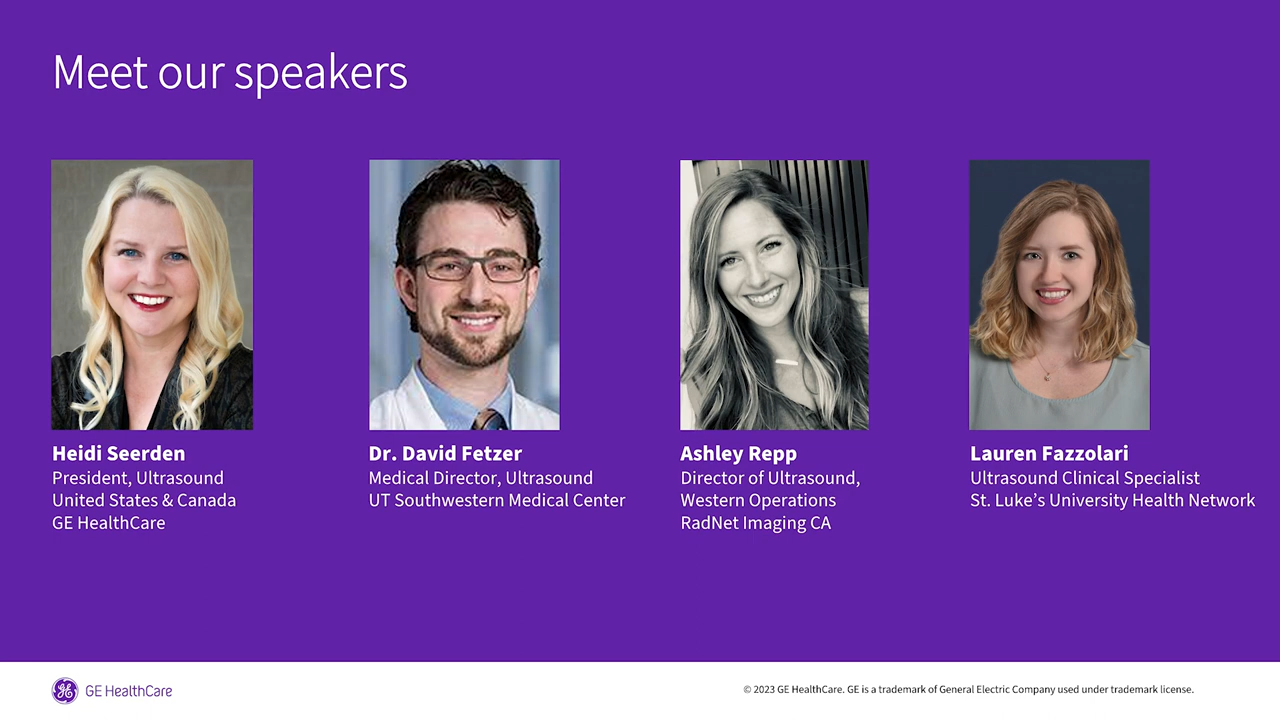 Meet our speakers
Heidi Seerden
President, Ultrasound
United States & Canada
GE HealthCare
Dr. David Fetzer
Medical Director, Ultrasound
UT Southwestern Medical Center
Ashley Repp
Director of Ultrasound,
Western Operations
RadNet Imaging CA
Lauren Fazzolari
Ultrasound Clinical Specialist
St. Luke’s University Health Network
GE HealthCare
© 2023 GE HealthCare. GE is a trademark of General Electric Company used under trademark license.